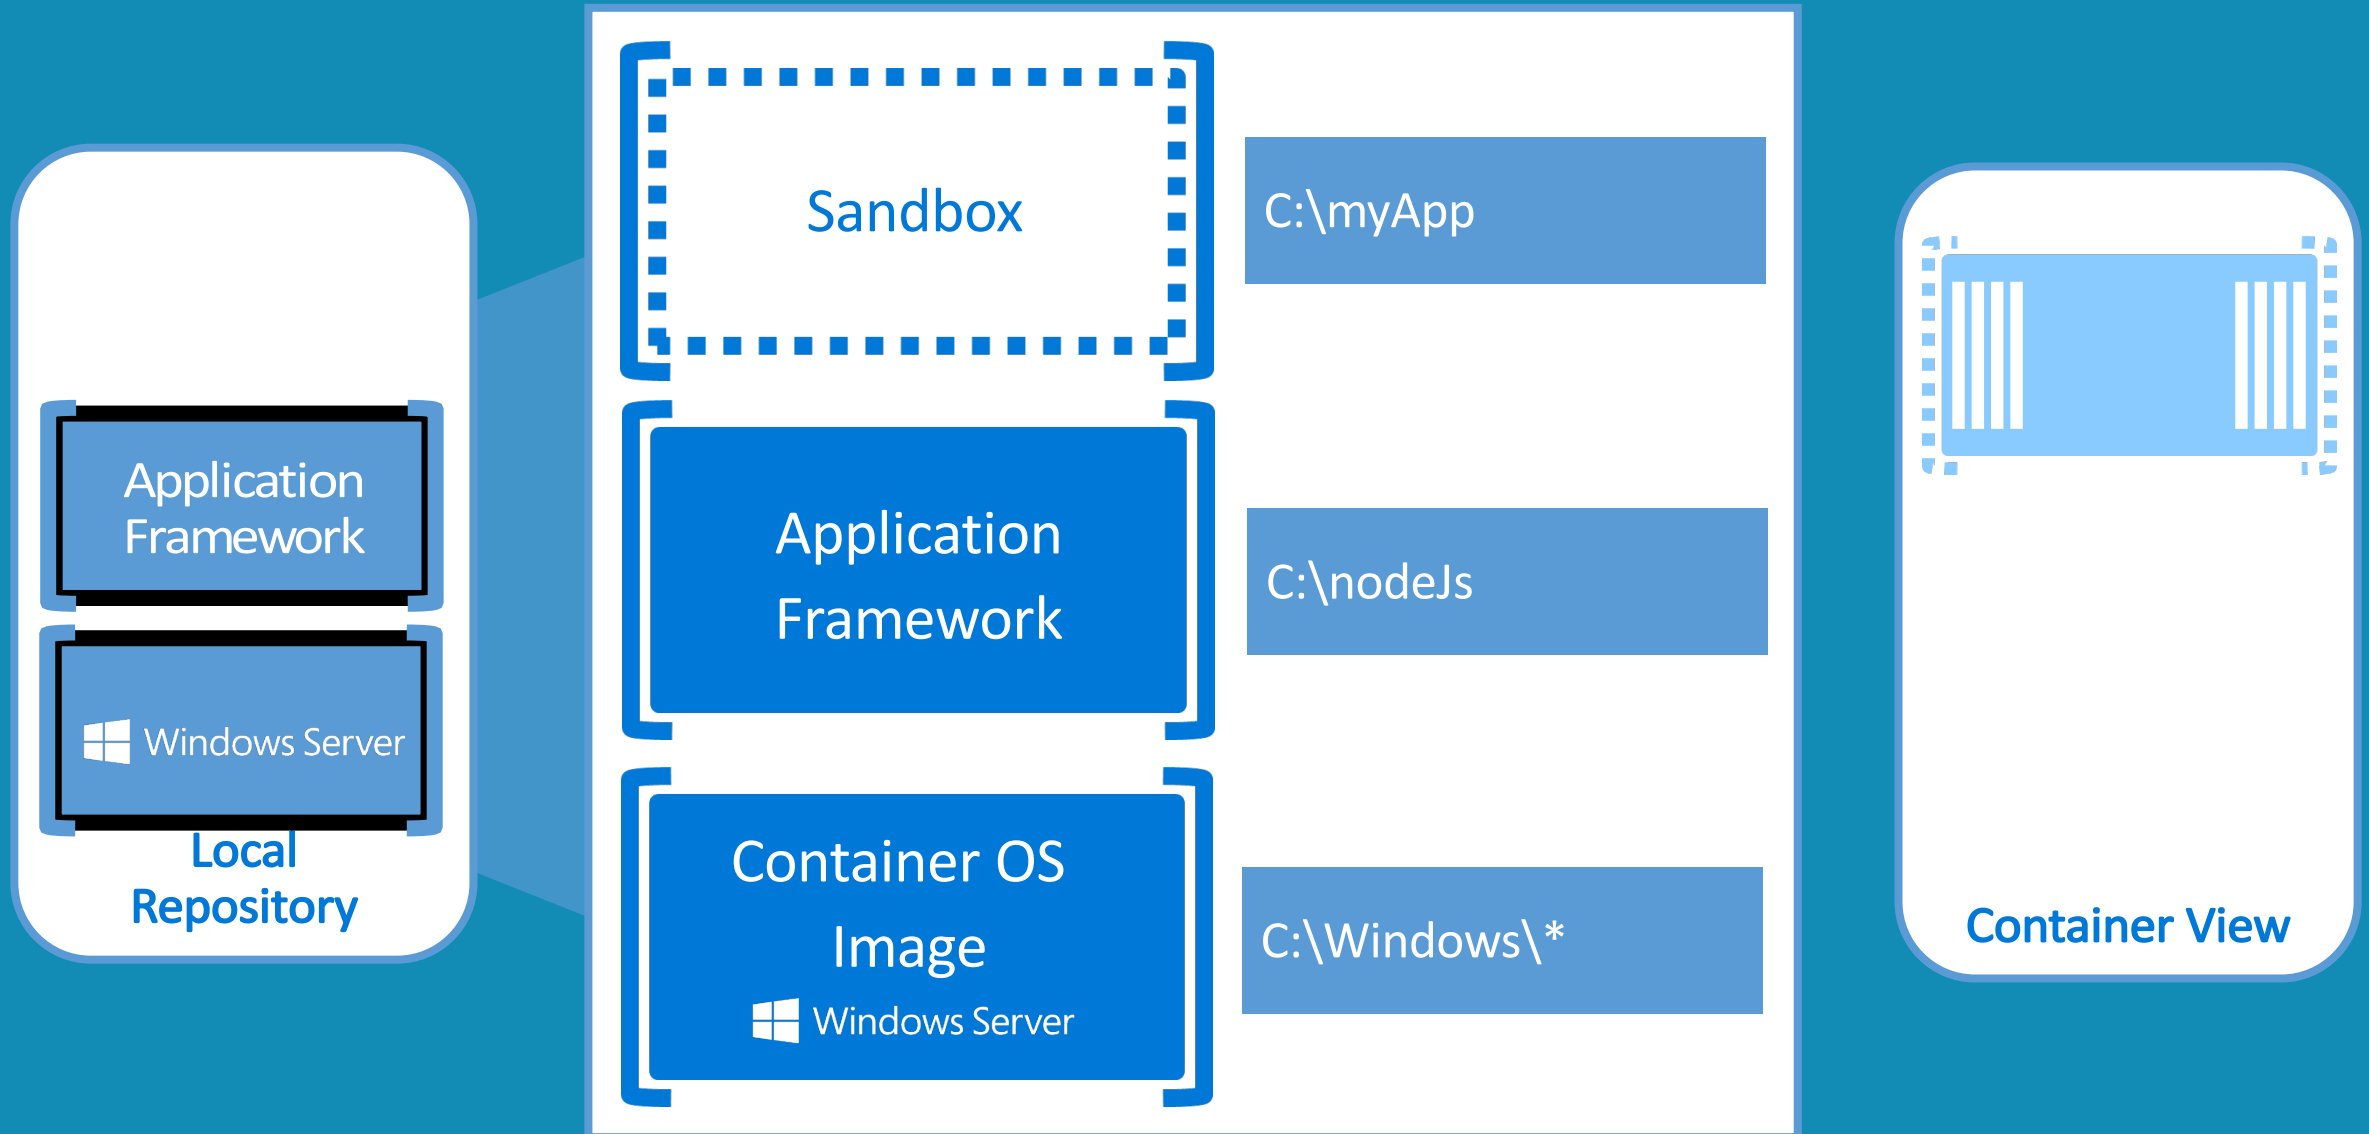 Application
Framework
Windows Server
Local
Repository
Sandbox
C:\myApp
Application
Framework
C:\nodeJs
Container OS
Image
Windows Server
C:\Windows\*
Container View